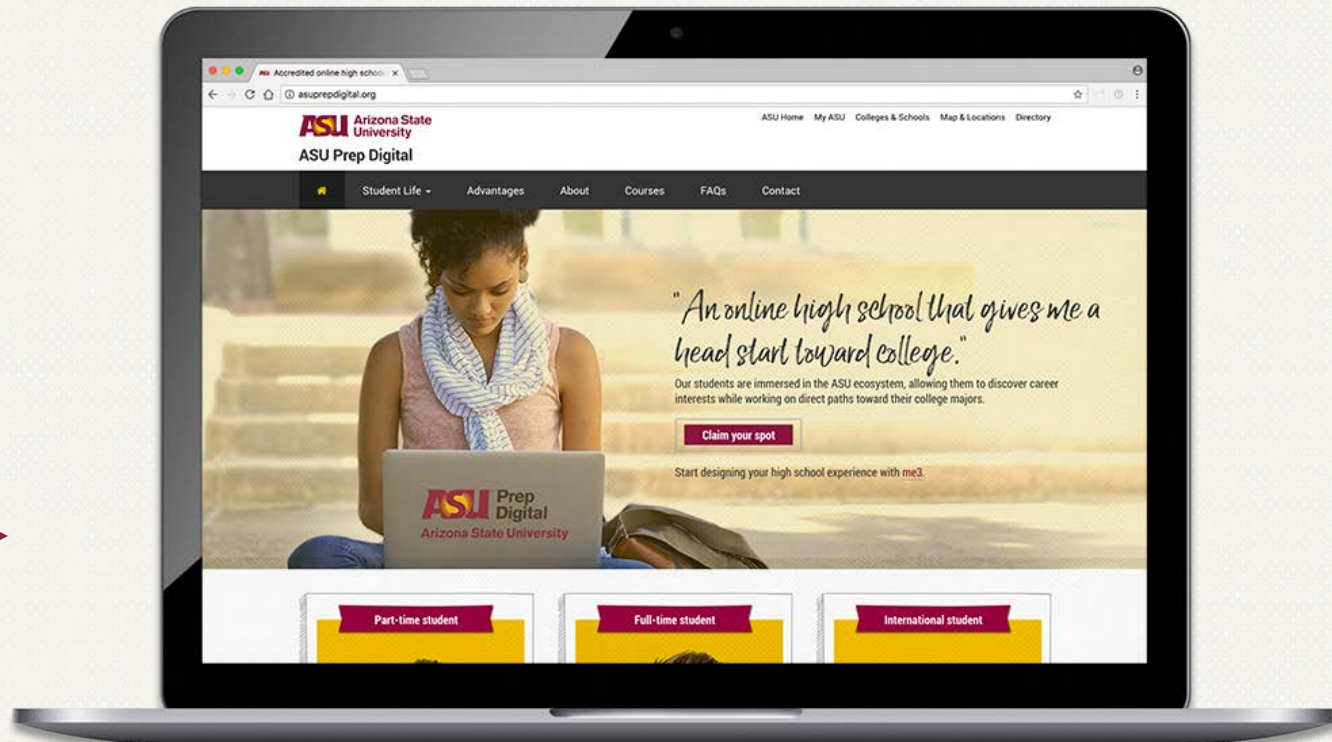 Accredited online high school
asuprepdigital.org
ASU Arizona State
University
ASU Prep Digital
ASU Home My ASU Colleges & Schools Map & Locations Directory
Student Life Advantages About Courses FAQs Contact
"An online high school that gives me a
head start toward college."
Our students are immersed in the ASU ecosystem, allowing them to discover career
interests while working on direct paths toward their college majors.
Claim your spot
Start designing your high school experience with me3.
ASU Prep
Digital
Arizona State University
Part-time student Full-time student International student